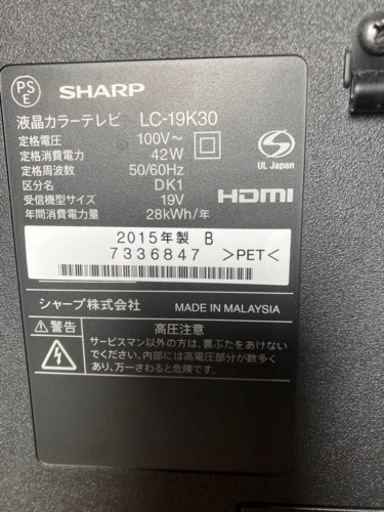 PS
E
SHARP
液晶カラーテレビ LC-19K30
定格電圧 100V～
定格消費電力 42W
定格周波数 50/60Hz
区分名 DK1
受信機型サイズ 19V
年間消費電力量 28kWh/年
S
UL Japan
HDMI
2015年製 B
7336847 >PET<
シャープ株式会社 MADE IN MALAYSIA
警告 高圧注意
サービスマン以外の方は、裏ぶたをあけないで
ください。内部には高電圧部分が数多く
あり、万一さわると危険です。